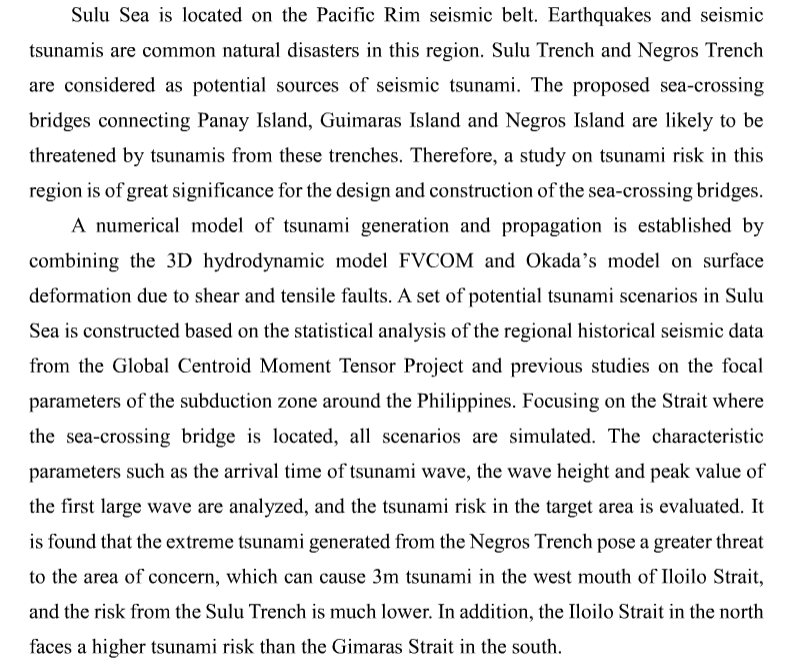 Sulu Sea is located on the Pacific Rim seismic belt. Earthquakes and seismic
tsunamis are common natural disasters in this region. Sulu Trench and Negros Trench
are considered as potential sources of seismic tsunami. The proposed sea-crossing
bridges connecting Panay Island, Guimaras Island and Negros Island are likely to be
threatened by tsunamis from these trenches. Therefore, a study on tsunami risk in this
region is of great significance for the design and construction of the sea-crossing bridges.
A numerical model of tsunami generation and propagation is established by
combining the 3D hydrodynamic model FVCOM and Okada’s model on surface
deformation due to shear and tensile faults. A set of potential tsunami scenarios in Sulu
Sea is constructed based on the statistical analysis of the regional historical seismic data
from the Global Centroid Moment Tensor Project and previous studies on the focal
parameters of the subduction zone around the Philippines. Focusing on the Strait where
the sea-crossing bridge is located, all scenarios are simulated. The characteristic
parameters such as the arrival time of tsunami wave, the wave height and peak value of
the first large wave are analyzed, and the tsunami risk in the target area is evaluated. It
is found that the extreme tsunami generated from the Negros Trench pose a greater threat
to the area of concern, which can cause 3m tsunami in the west mouth of Iloilo Strait,
and the risk from the Sulu Trench is much lower. In addition, the Iloilo Strait in the north
faces a higher tsunami risk than the Gimaras Strait in the south.